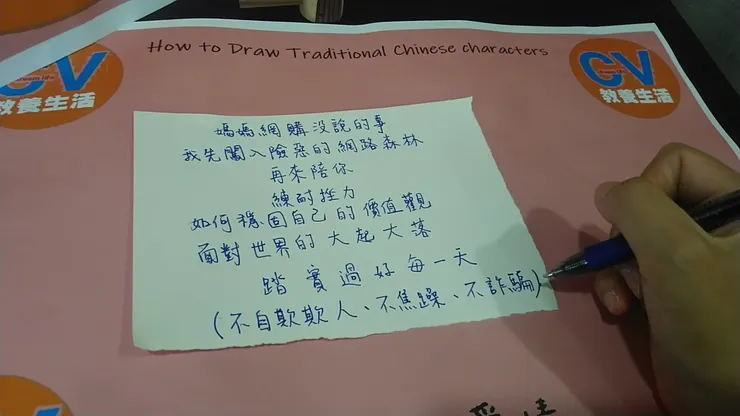 How to Draw Traditional Chinese characters
CV
教養生活
CV
教養生活
媽媽網購没說的事
我先闖入險惡的網路森林
再來陪你
練耐挫力
如何穩固自己的價值觀
面對世界的大起大落
踏實過好每一天
(不自欺欺人、不焦躁、不詐騙)